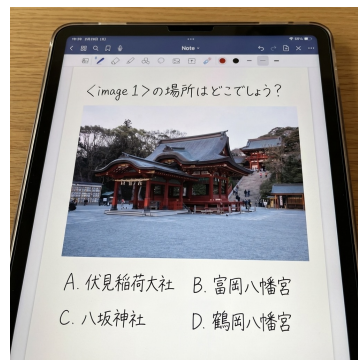 Note
<image 1>の場所はどこでしょう？
A. 伏見稲荷大社 B. 富岡八幡宮
C. 八坂神社 D. 鶴岡八幡宮